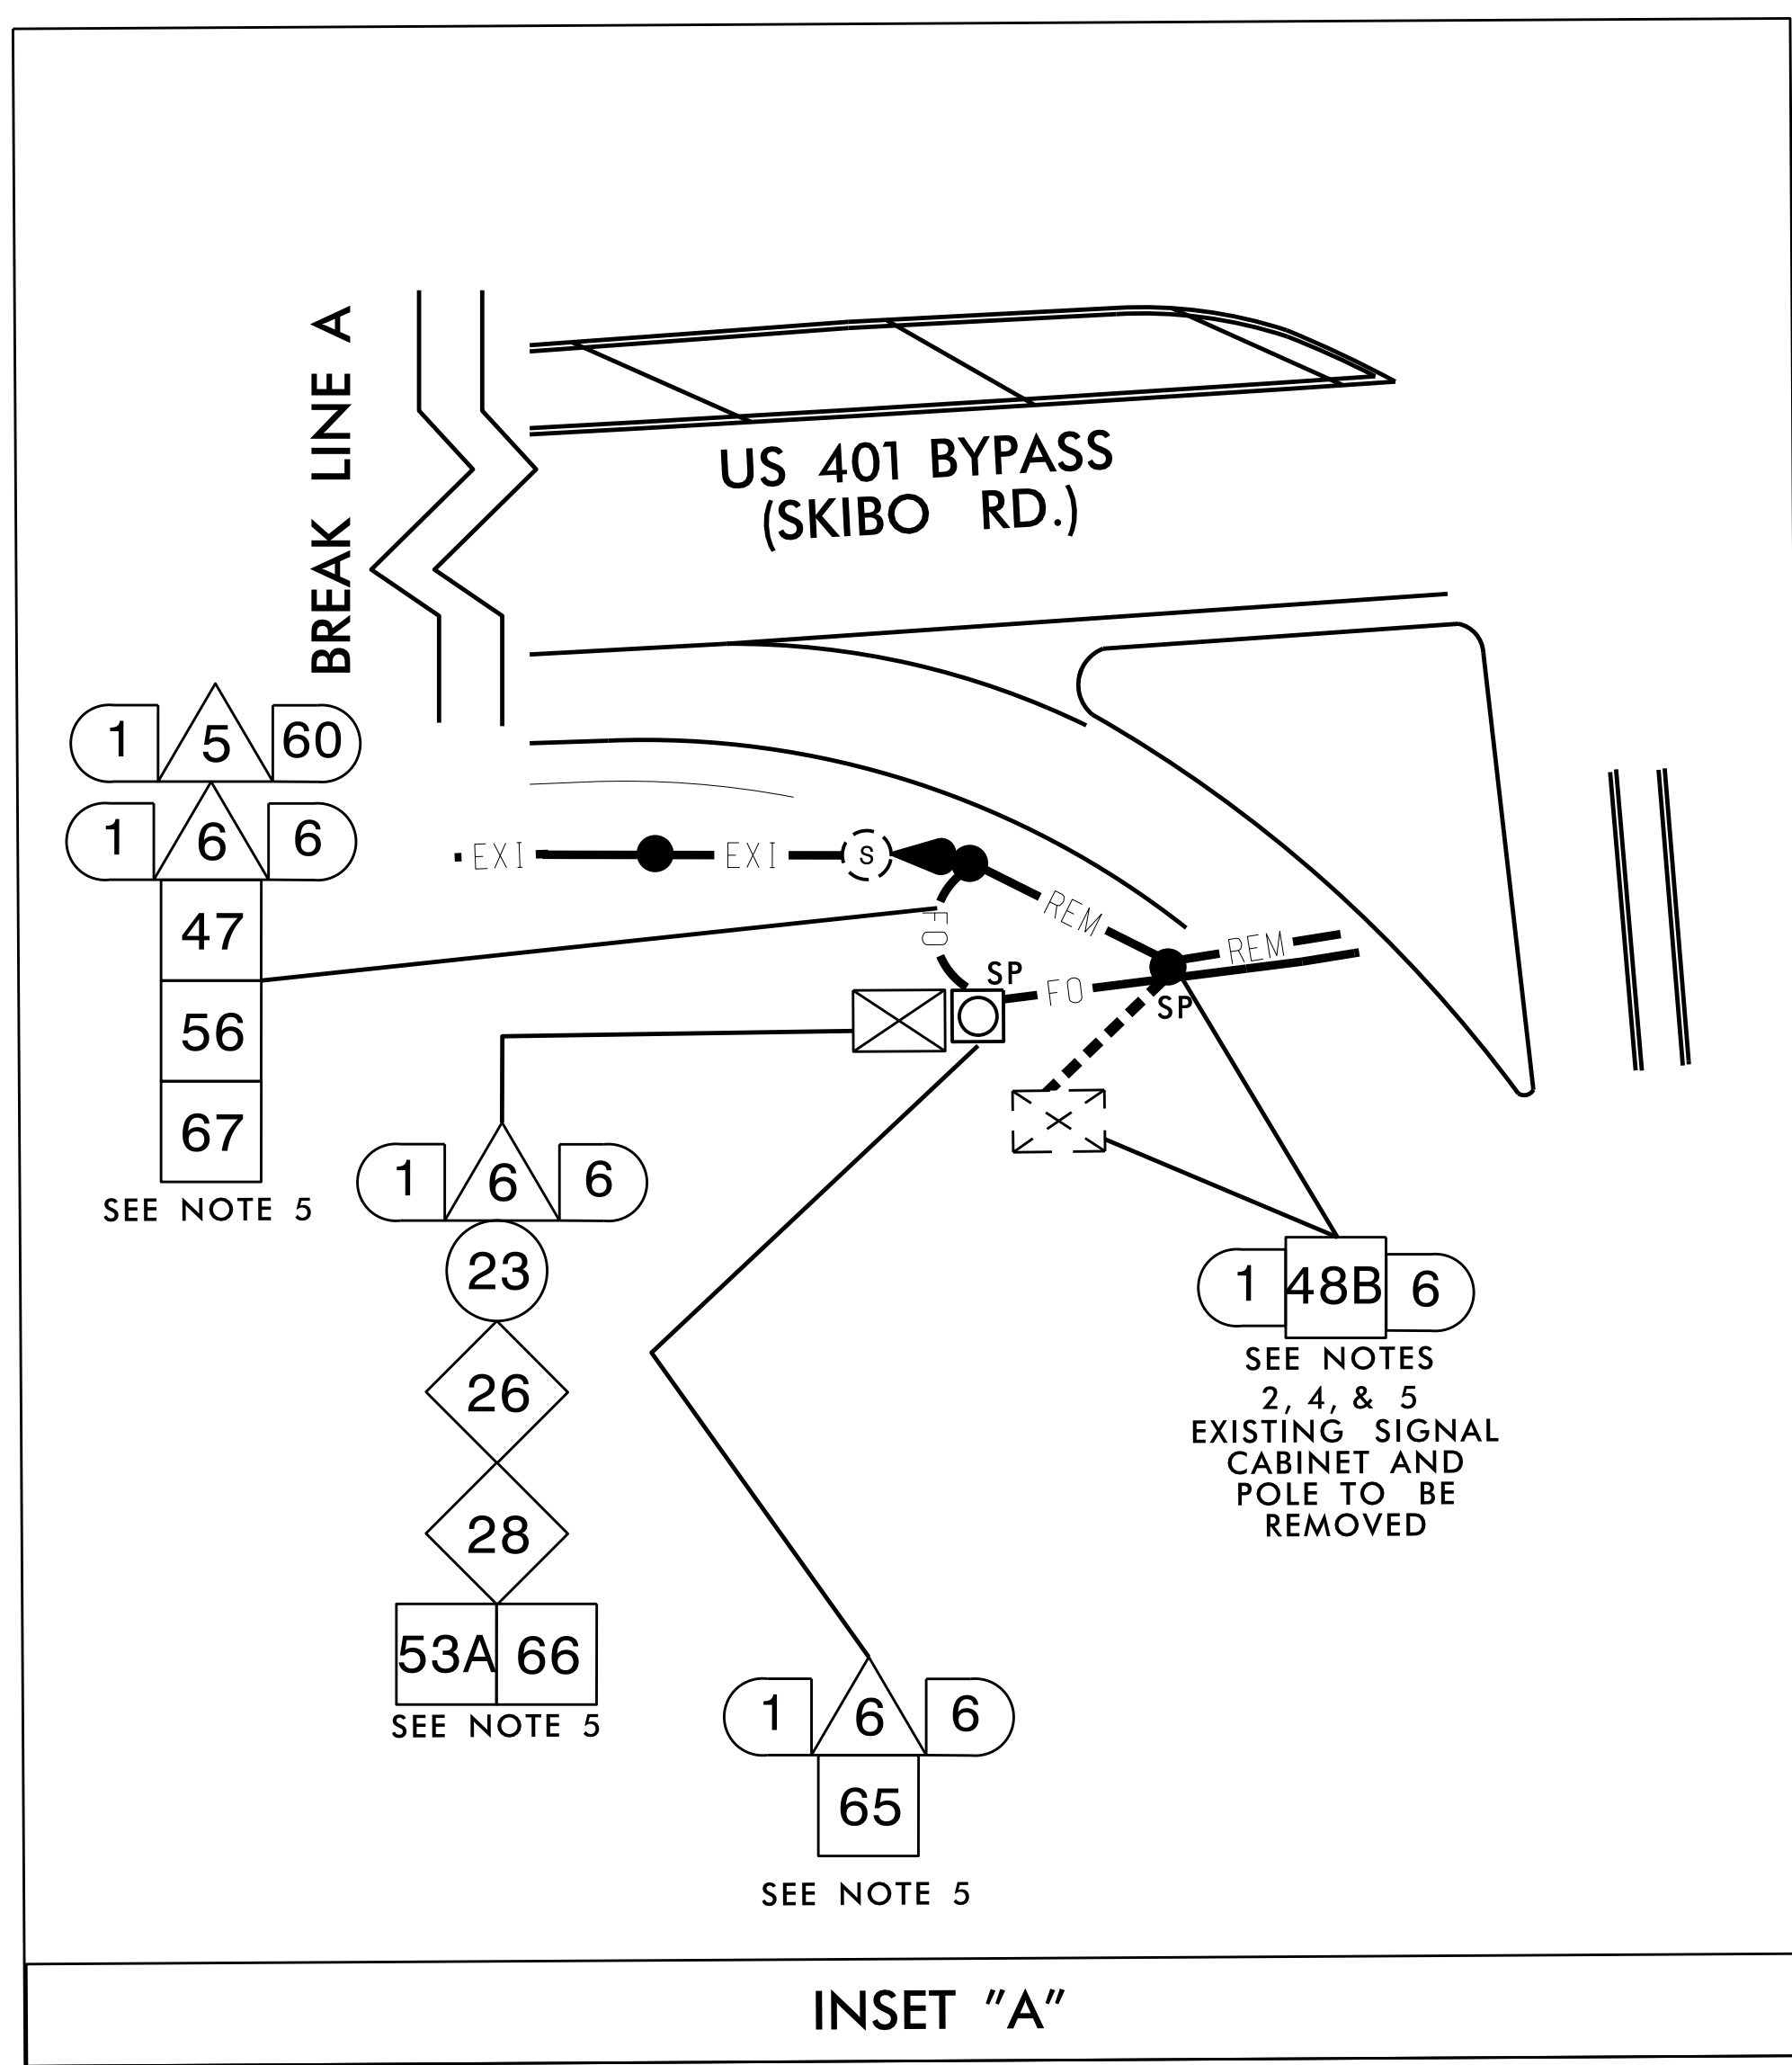 BREAK LINE A
US 401 BYPASS
(SKIBO RD.)
1 5 60
1 6 6
47
56
67
SEE NOTE 5
EXI EXI S REM REM
FO
SP
FO
SP
1 6 6
23
26
28
53A 66
SEE NOTE 5
1 48B 6
SEE NOTES
2, 4, & 5
EXISTING SIGNAL
CABINET AND
POLE TO BE
REMOVED
1 6 6
65
SEE NOTE 5
INSET "A"